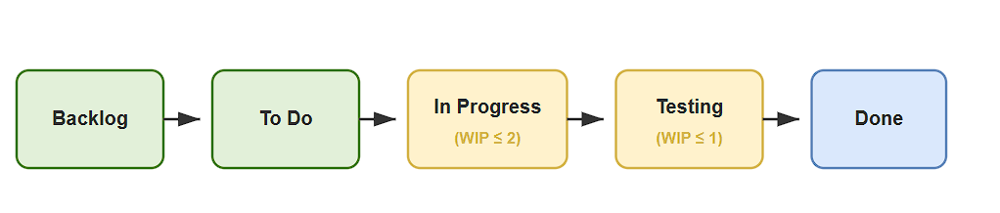 Backlog
To Do
In Progress
(WIP ≤ 2)
Testing
(WIP ≤ 1)
Done